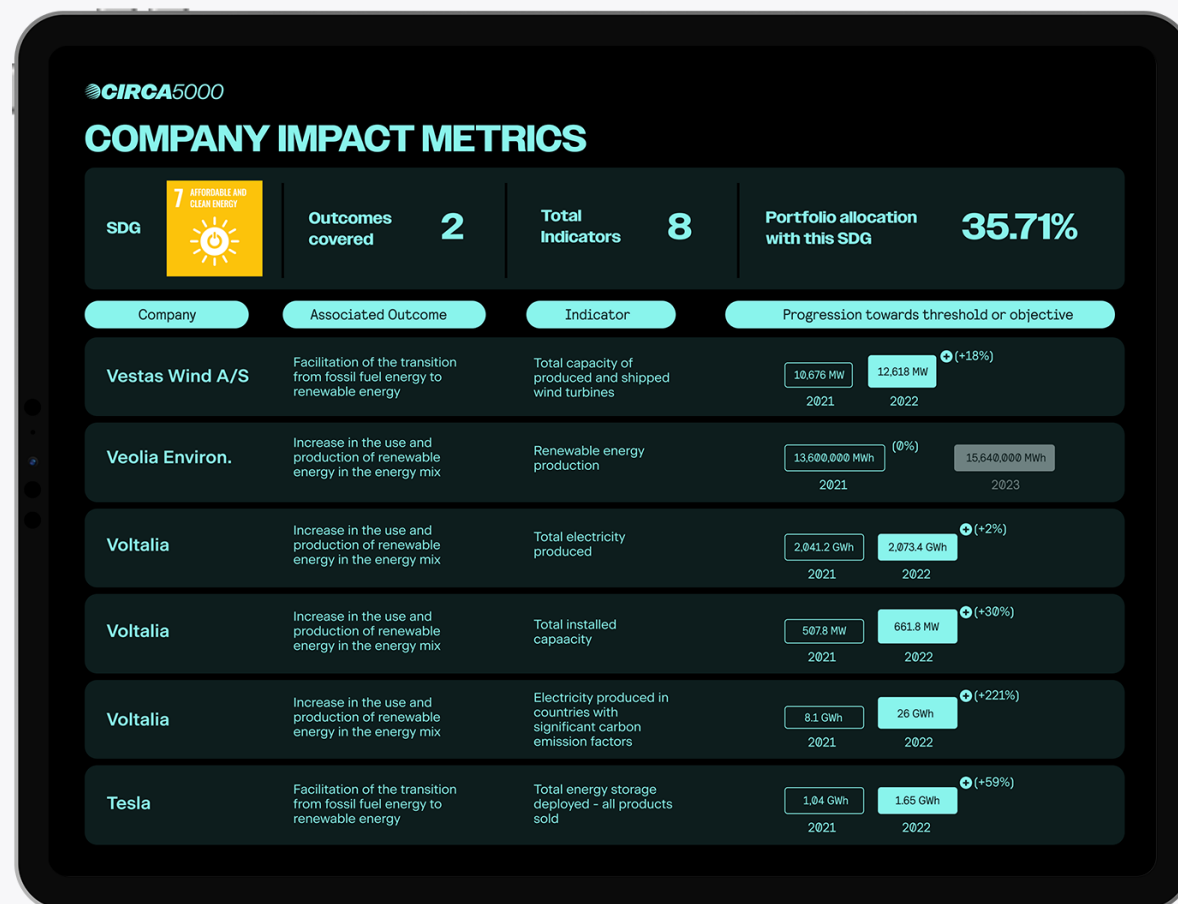 CIRCA5000
COMPANY IMPACT METRICS
SDG
7 AFFORDABLE AND
CLEAN ENERGY
Outcomes
covered
2
Total
Indicators
8
Portfolio allocation
with this SDG
35.71%
Company
Associated Outcome
Indicator
Progression towards threshold or objective
Vestas Wind A/S
Facilitation of the transition
from fossil fuel energy to
renewable energy
Total capacity of
produced and shipped
wind turbines
10,676 MW
2021
12,618 MW
2022
(+18%)
Veolia Environ.
Increase in the use and
production of renewable
energy in the energy mix
Renewable energy
production
13,600,000 MWh
2021
(0%)
15,640,000 MWh
2023
Voltalia
Increase in the use and
production of renewable
energy in the energy mix
Total electricity
produced
2,041.2 GWh
2021
2,073.4 GWh
2022
(+2%)
Voltalia
Increase in the use and
production of renewable
energy in the energy mix
Total installed
capaacity
507.8 MW
2021
661.8 MW
2022
(+30%)
Voltalia
Increase in the use and
production of renewable
energy in the energy mix
Electricity produced in
countries with
significant carbon
emission factors
8.1 GWh
2021
26 GWh
2022
(+221%)
Tesla
Facilitation of the transition
from fossil fuel energy to
renewable energy
Total energy storage
deployed - all products
sold
1,04 GWh
2021
1.65 GWh
2022
(+59%)